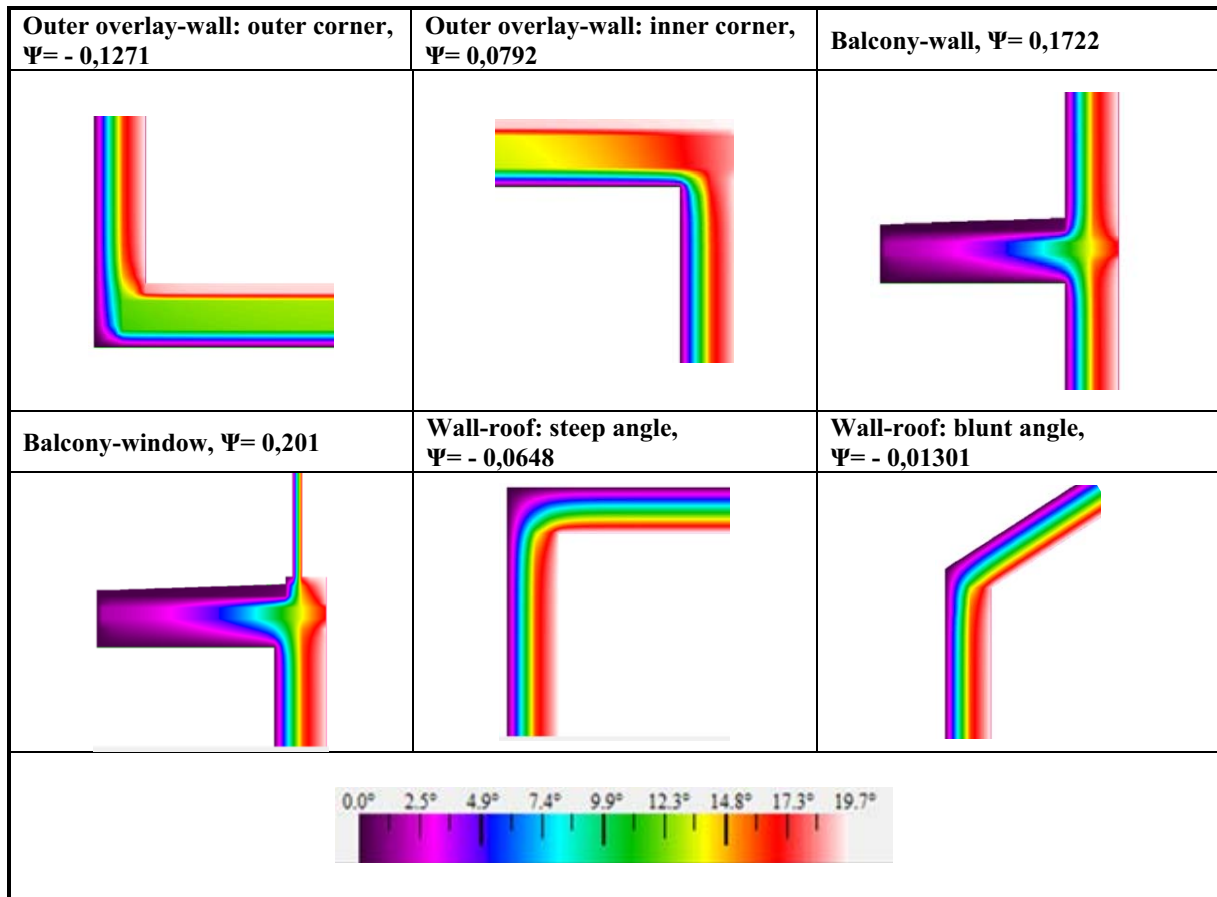 Outer overlay-wall: outer corner,
Ψ= - 0,1271
Outer overlay-wall: inner corner,
Ψ= 0,0792
Balcony-wall, Ψ= 0,1722
Balcony-window, Ψ= 0,201
Wall-roof: steep angle,
Ψ= - 0,0648
Wall-roof: blunt angle,
Ψ= - 0,01301
0.0° 2.5° 4.9° 7.4° 9.9° 12.3° 14.8° 17.3° 19.7°